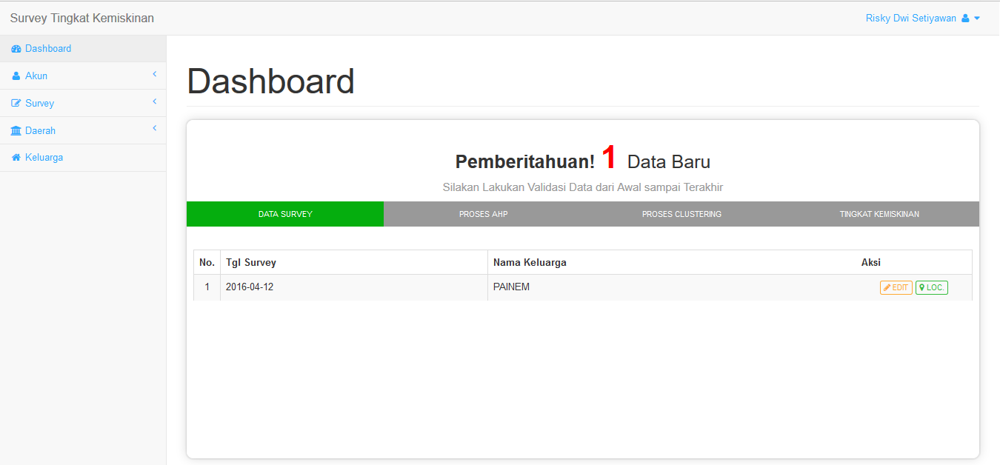 Survey Tingkat Kemiskinan
Risky Dwi Setiyawan
Dashboard
Akun
Survey
Daerah
Keluarga
Dashboard
Pemberitahuan! 1 Data Baru
Silakan Lakukan Validasi Data dari Awal sampai Terakhir
DATA SURVEY PROSES AHP PROSES CLUSTERING TINGKAT KEMISKINAN
No. Tgl Survey Nama Keluarga Aksi
1 2016-04-12 PAINEM EDIT LOC.